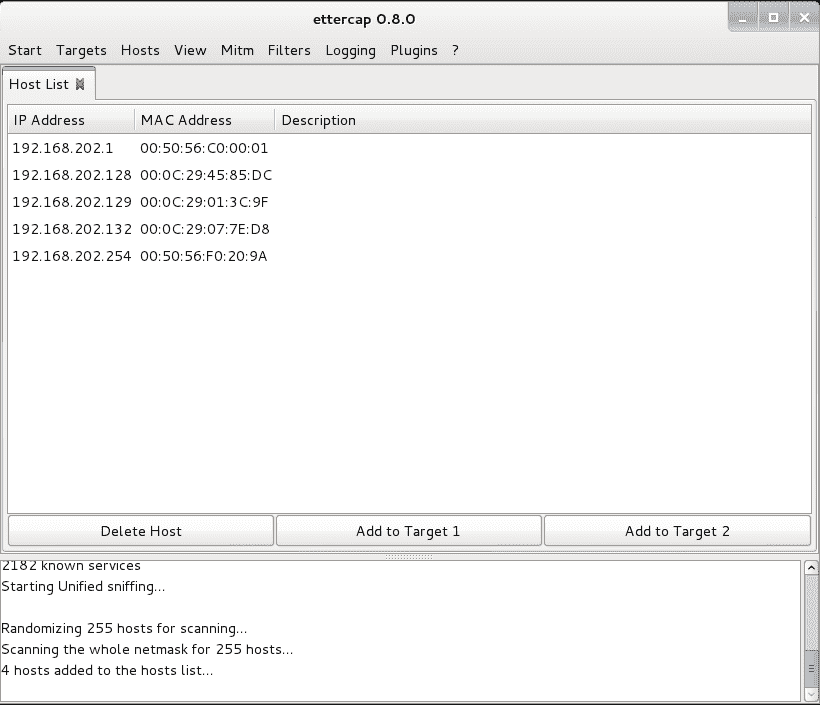 ettercap 0.8.0
Start Targets Hosts View Mitm Filters Logging Plugins ?
Host List
IP Address MAC Address Description
192.168.202.1 00:50:56:C0:00:01
192.168.202.128 00:0C:29:45:85:DC
192.168.202.129 00:0C:29:01:3C:9F
192.168.202.132 00:0C:29:07:7E:D8
192.168.202.254 00:50:56:F0:20:9A
Delete Host Add to Target 1 Add to Target 2
2182 known services
Starting Unified sniffing...
Randomizing 255 hosts for scanning...
Scanning the whole netmask for 255 hosts...
4 hosts added to the hosts list...